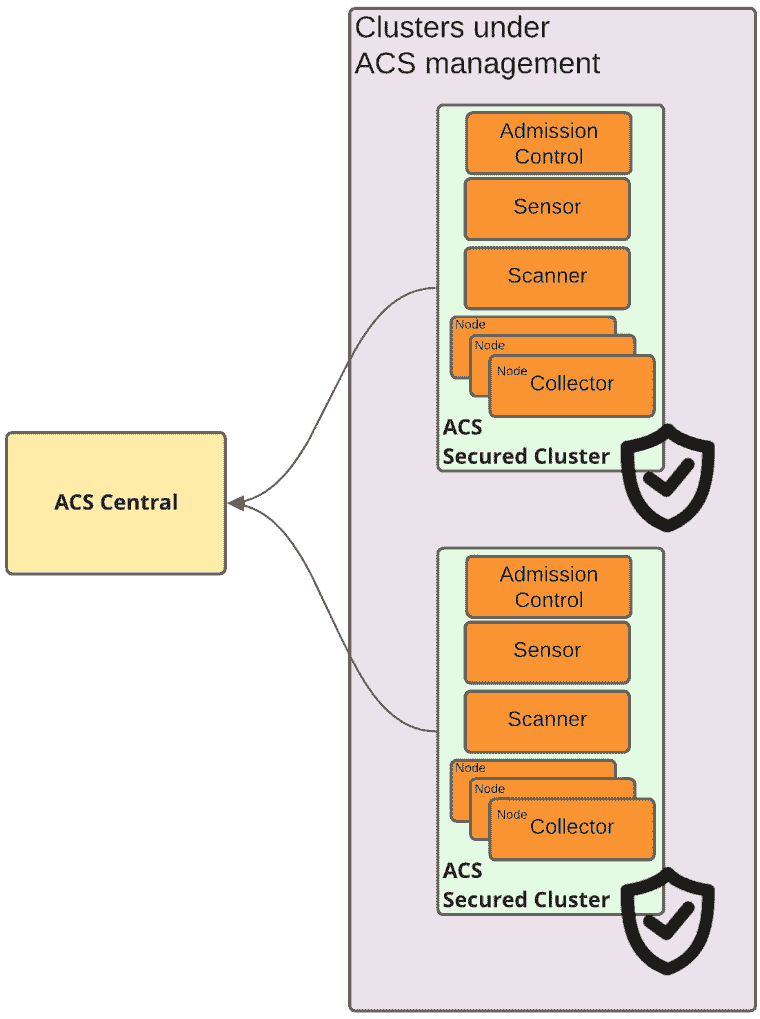 Clusters under
ACS management
Admission
Control
Sensor
Scanner
Node
Node
Node
Collector
ACS
Secured Cluster
ACS Central
Admission
Control
Sensor
Scanner
Node
Node
Node
Collector
ACS
Secured Cluster